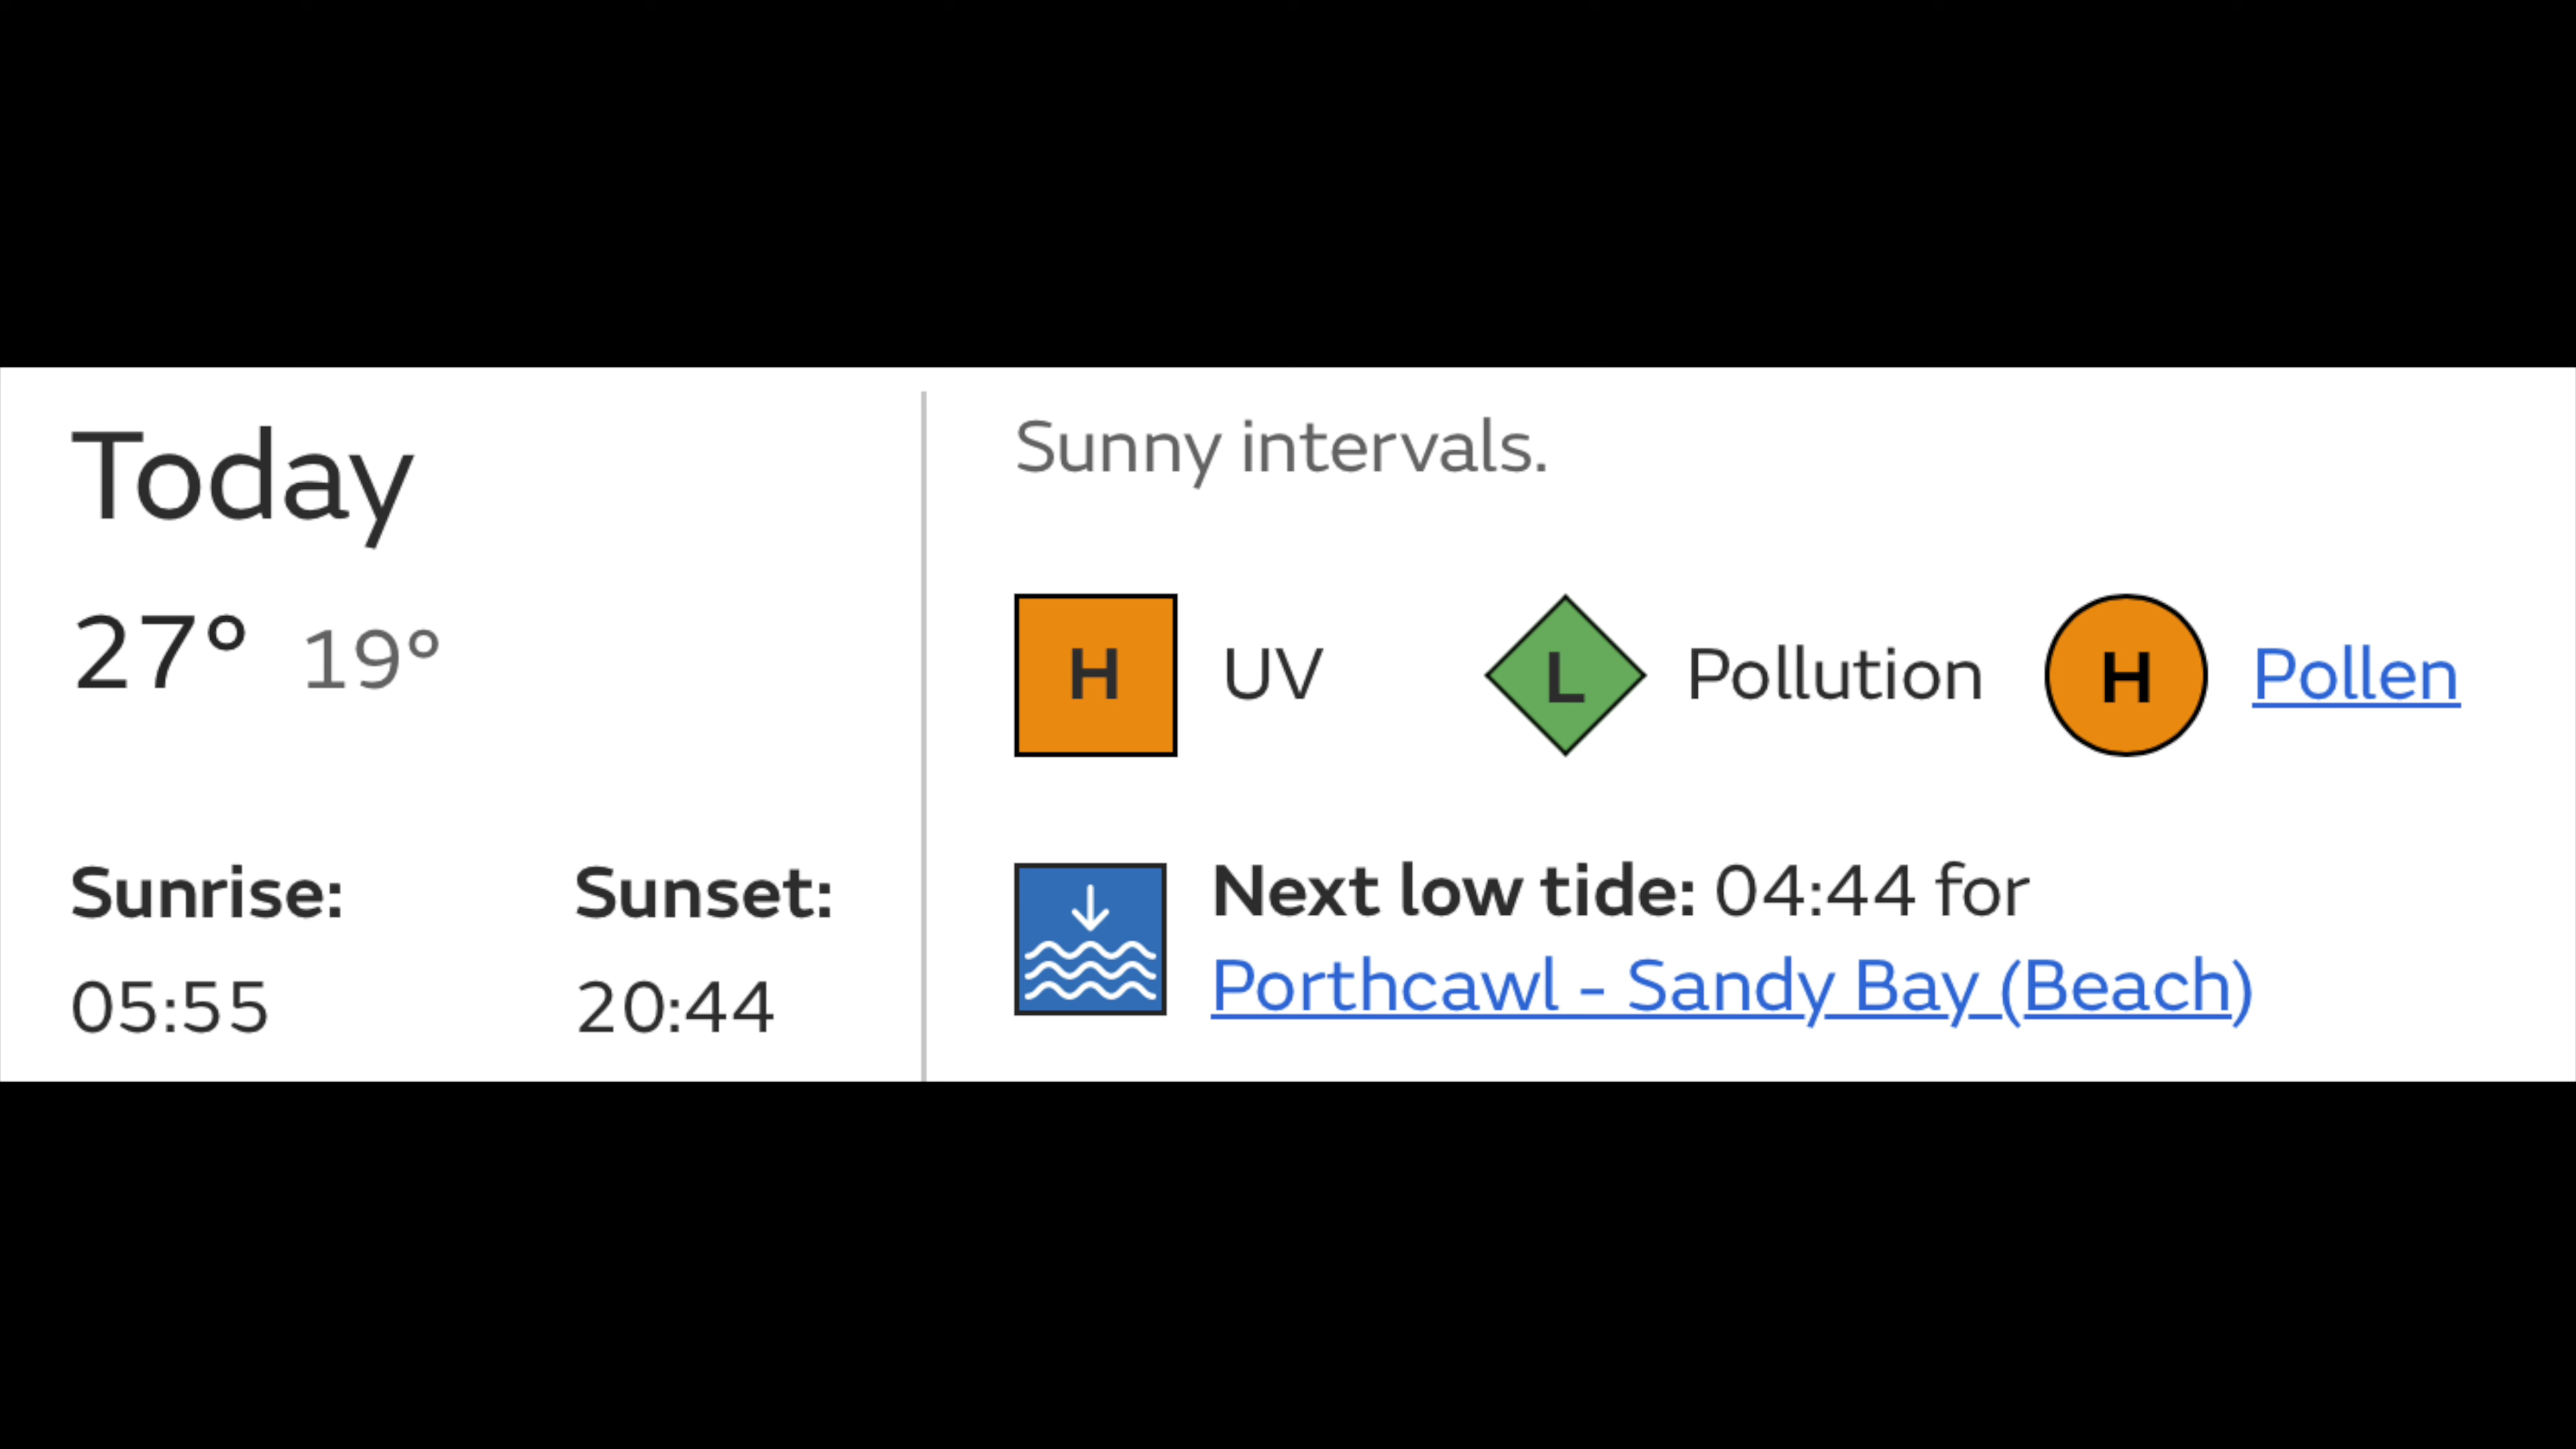 Today
27° 19°
Sunrise: Sunset:
05:55 20:44
Sunny intervals.
H UV L Pollution H Pollen
Next low tide: 04:44 for
Porthcawl - Sandy Bay (Beach)